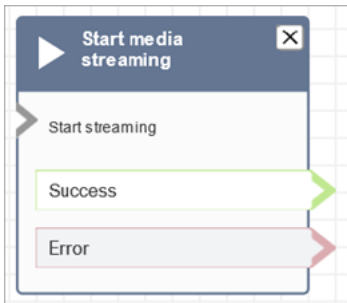 Start media
streaming
Start streaming
Success
Error